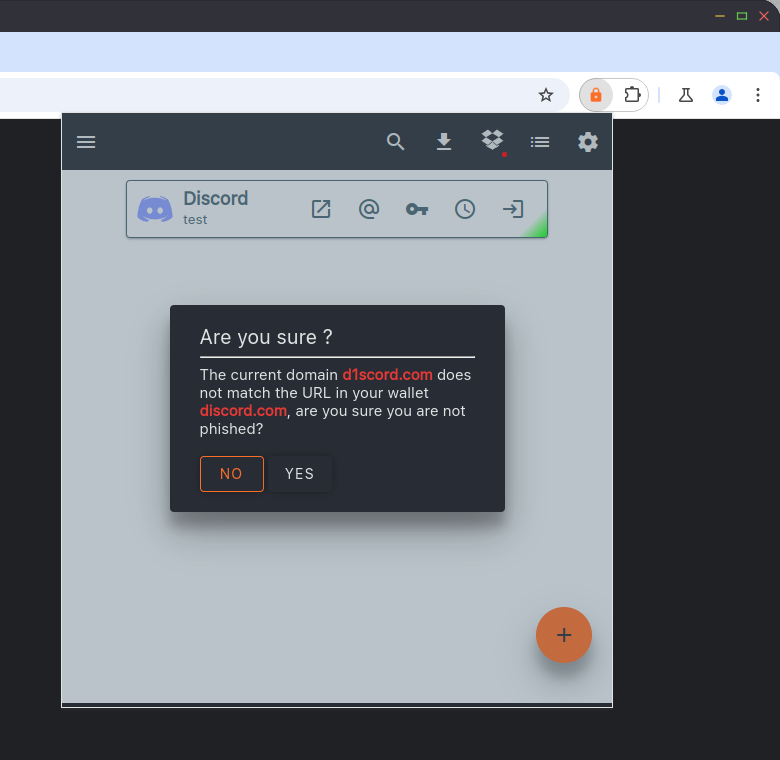 Discord
test
Are you sure ?
The current domain d1scord.com does
not match the URL in your wallet
discord.com, are you sure you are not
phished?
NO YES